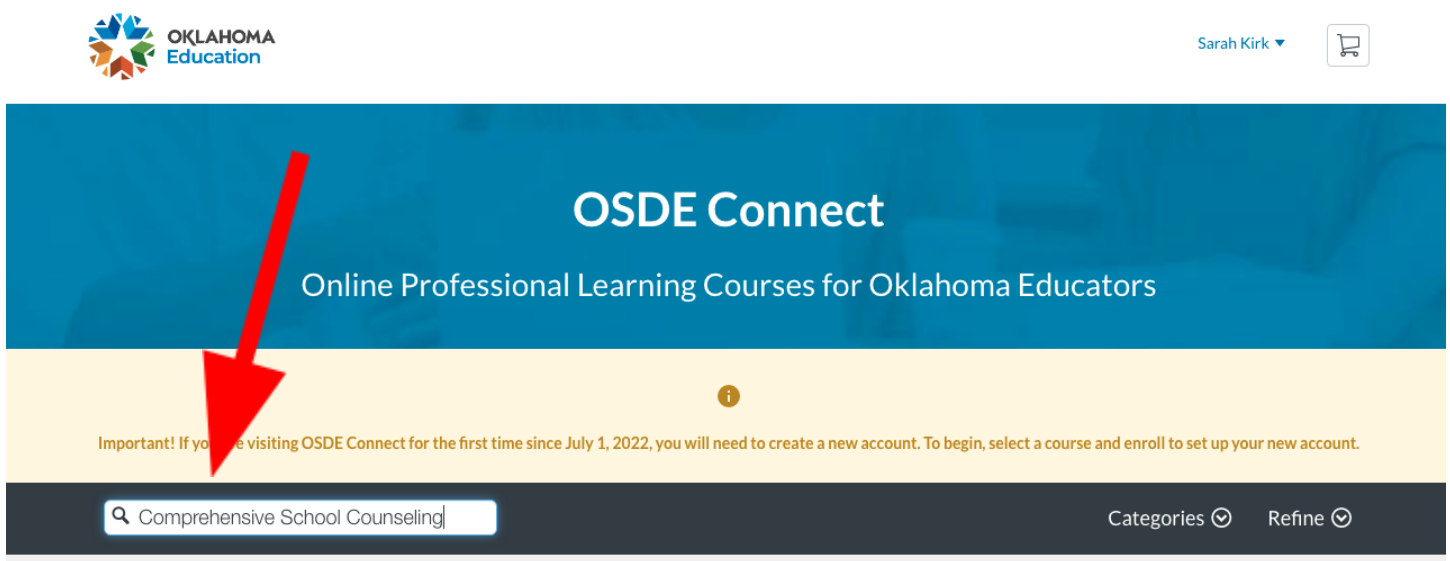 OKLAHOMA
Education
Sarah Kirk
OSDE Connect
Online Professional Learning Courses for Oklahoma Educators
Important! If you visiting OSDE Connect for the first time since July 1, 2022, you will need to create a new account. To begin, select a course and enroll to set up your new account.
Comprehensive School Counseling
Categories
Refine